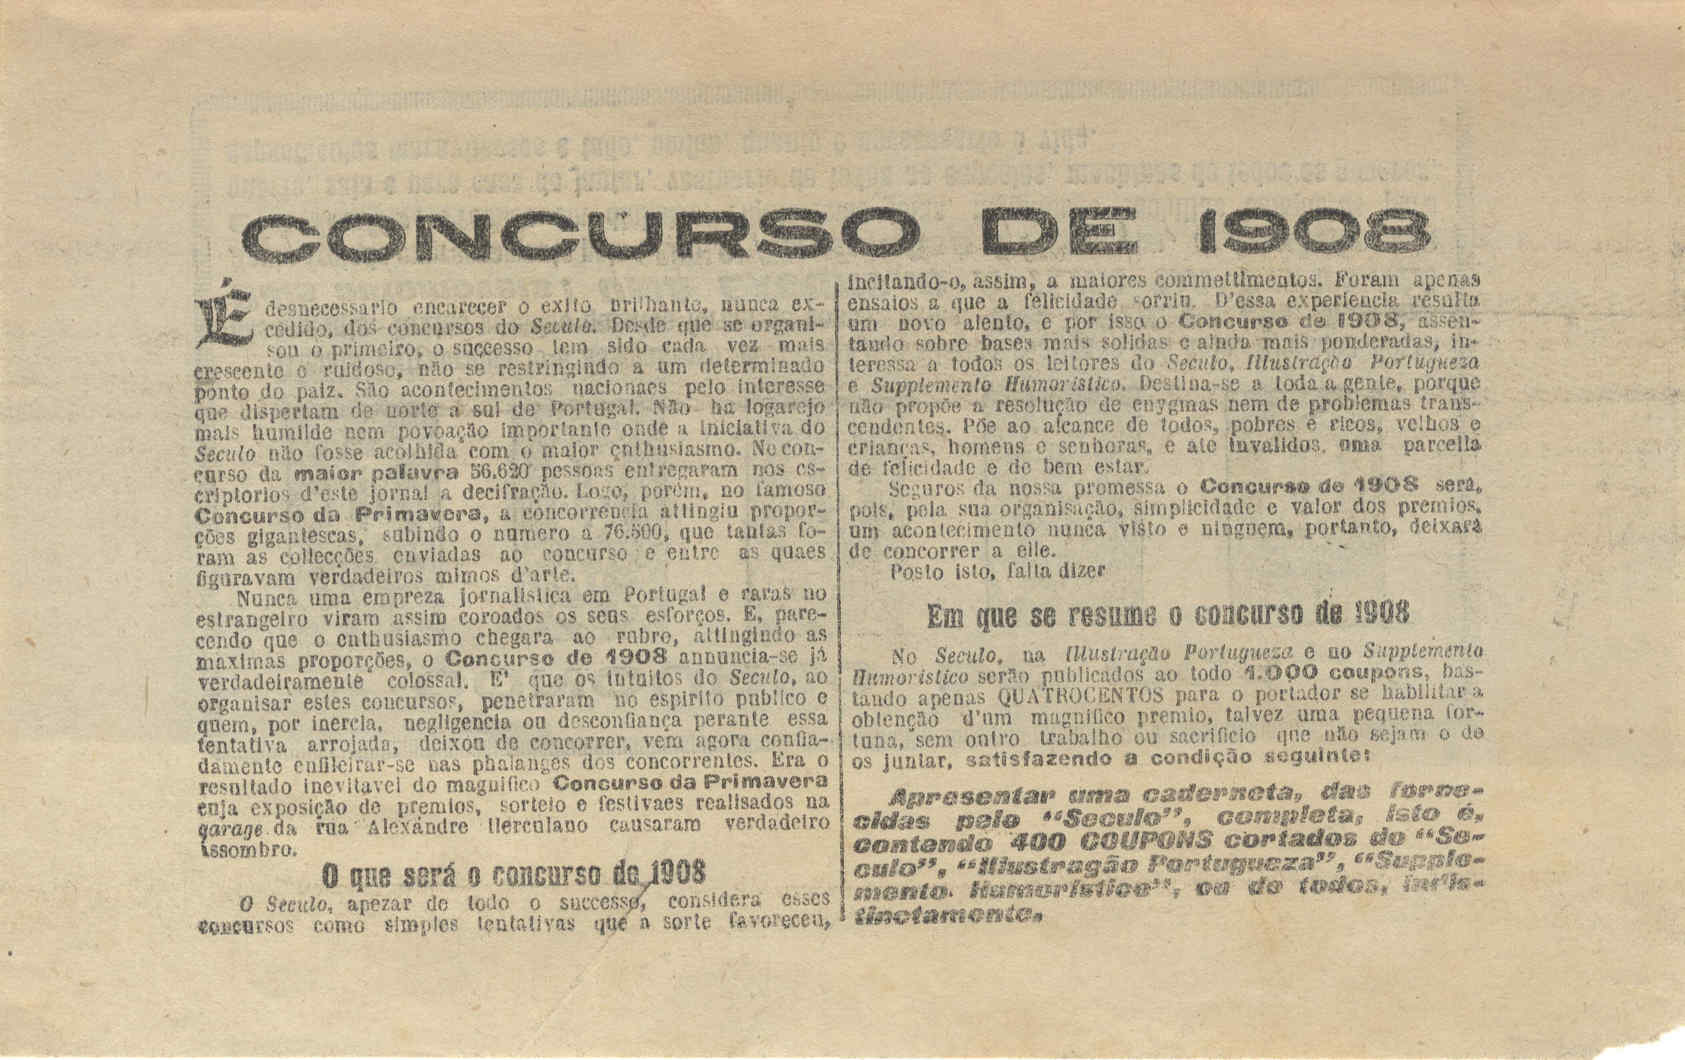 CONCURSO DE 1908
É desnecessario encarecer o exito brilhante, nunca ex-
cedido, dos concursos do Seculo. Desde que se organi-
sou o primeiro, o successo tem sido cada vez mais
crescente e ruidoso, não se restringindo a um determinado
ponto do paiz. São acontecimentos nacionaes pelo interesse
que dispertam de norte a sul de Portugal. Não ha logarejo
mais humilde nem povoação importante onde a iniciativa do
Seculo não fosse acolhida com o maior enthusiasmo. No con-
curso da maior palavra 56.620 pessoas entregaram nos es-
criptorios d'este jornal a decifração. Logo, porém, no famoso
Concurso da Primavera, a concorrencia attingiu propor-
ções gigantescas, subindo o numero a 76.500, que tantas fo-
ram as collecções enviadas ao concurso e entre as quaes
figuravam verdadeiros mimos d'arte.
Nunca uma empreza jornalistica em Portugal e raras no
estrangeiro viram assim coroados os seus esforços. E, pare-
cendo que o enthusiasmo chegara ao rubro, attingindo as
maximas proporções, o Concurso de 1908 annuncia-se já
verdadeiramente colossal. E' que os intuitos do Seculo, ao
organisar estes concursos, penetraram no espirito publico e
quem, por inercia, negligencia ou desconfiança perante essa
tentativa arrojada, deixou de concorrer, vem agora confia-
damente enfileirar-se nas phalanges dos concorrentes. Era o
resultado inevitavel do magnifico Concurso da Primavera
cuja exposição de premios, sorteio e festivaes realisados na
garage da rua Alexandre Herculano causaram verdadeiro
assombro.
O que será o concurso de 1908
O Seculo, apezar de todo o successo, considera esses
concursos como simples tentativas que a sorte favoreceu,
incitando-o, assim, a maiores commettimentos. Foram apenas
ensaios a que a felicidade sorriu. D'essa experiencia resulta
um novo alento, e por isso o Concurso de 1908, assen-
tando sobre bases mais solidas e ainda mais ponderadas, in-
teressa a todos os leitores do Seculo, Illustração Portugueza
e Supplemento Humoristico. Destina-se a toda a gente, porque
não propõe a resolução de enygmas nem de problemas trans-
cendentes. Põe ao alcance de todos, pobres e ricos, velhos e
crianças, homens e senhoras, e até invalidos, uma parcella
de felicidade e de bem estar.
Seguros da nossa promessa o Concurso de 1908 será,
pois, pela sua organisação, simplicidade e valor dos premios,
um acontecimento nunca visto e ninguem, portanto, deixará
de concorrer a elle.
Posto isto, falta dizer
Em que se resume o concurso de 1908
No Seculo, na Illustração Portugueza e no Supplemento
Humoristico serão publicados ao todo 1.000 coupons, bas-
tando apenas QUATROCENTOS para o portador se habilitar a
obtenção d'um magnifico premio, talvez uma pequena for-
tuna, sem outro trabalho ou sacrificio que não sejam o de
os juntar, satisfazendo a condição seguinte:
Apresentar uma caderneta, das forne-
cidas pelo "Seculo", completa, isto é,
contendo 400 COUPONS cortados do "Se-
culo", "Illustração Portugueza", "Supple-
mento Humoristico", ou de todos, indis-
tinctamente.